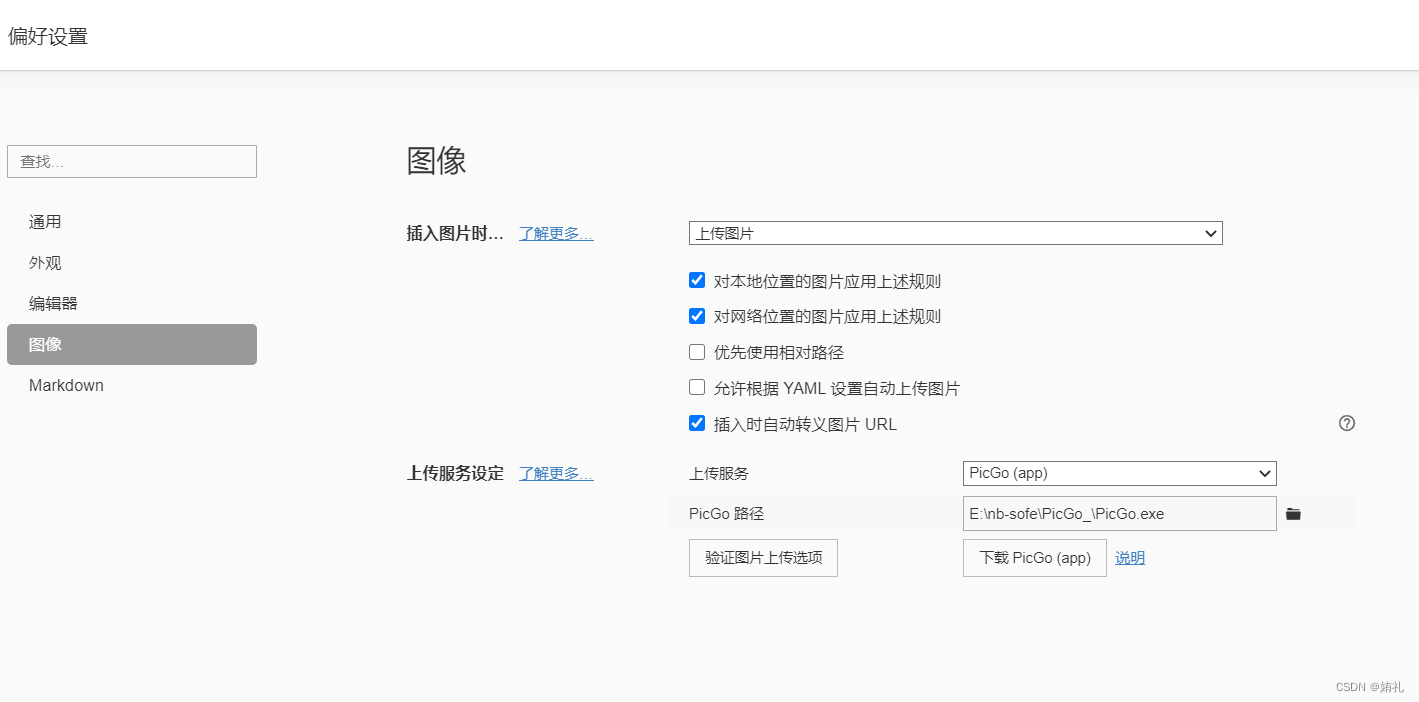 偏好设置
查找...
通用
外观
编辑器
图像
Markdown
图像
插入图片时... 了解更多... 上传图片
对本地位置的图片应用上述规则
对网络位置的图片应用上述规则
优先使用相对路径
允许根据 YAML 设置自动上传图片
插入时自动转义图片 URL
上传服务设定 了解更多... 上传服务 PicGo (app)
PicGo 路径 E:\nb-sofe\PicGo_\PicGo.exe
验证图片上传选项 下载 PicGo (app) 说明
CSDN @姷礼